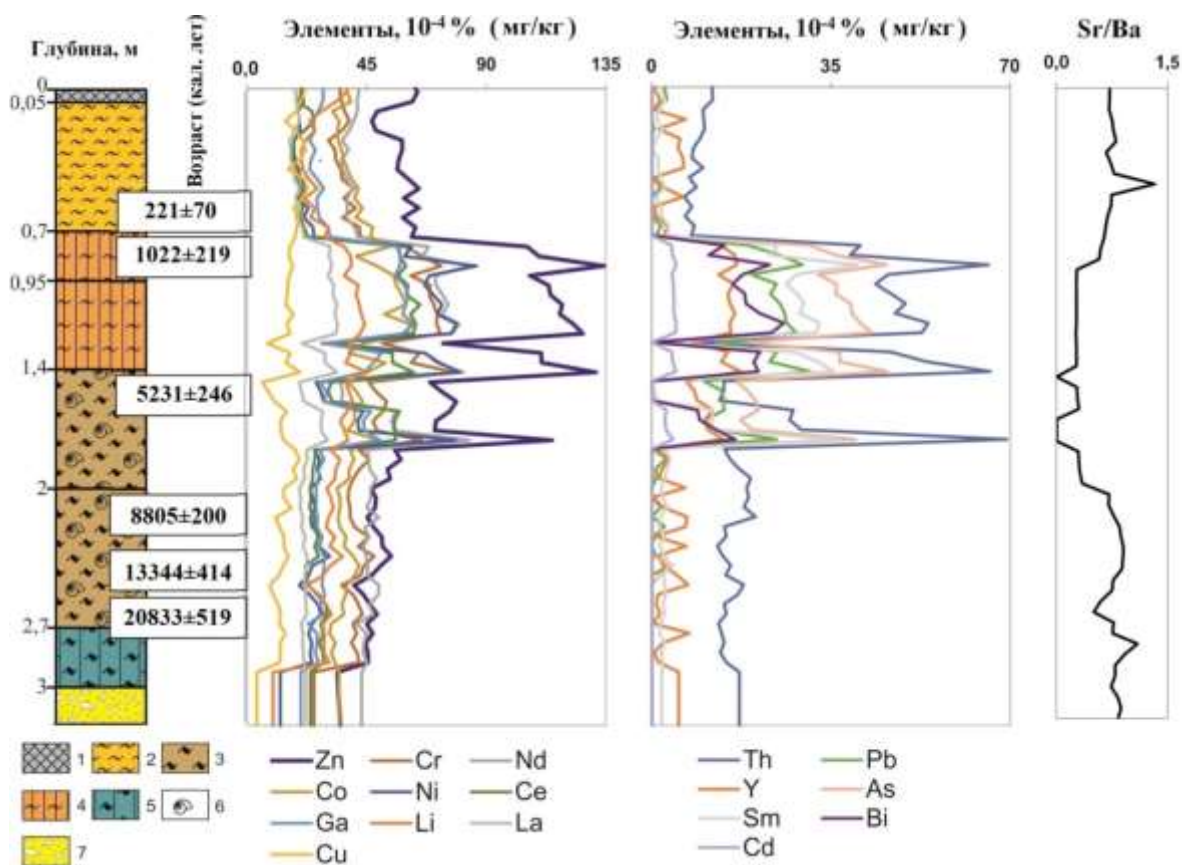 Глубина, м
Возраст (кал. лет)
Элементы, 10⁻⁴ % ( мг/кг)
Элементы, 10⁻⁴ % ( мг/кг)
Sr/Ba
0,0 45 90 135
0 35 70
0,0 1,5
0
0,05
221±70
0,7
1022±219
0,95
1,4
5231±246
2
8805±200
13344±414
20833±519
2,7
3
1 2 3
4 5 6
7
Zn Cr Nd
Co Ni Ce
Ga Li La
Cu
Th Pb
Y As
Sm Bi
Cd